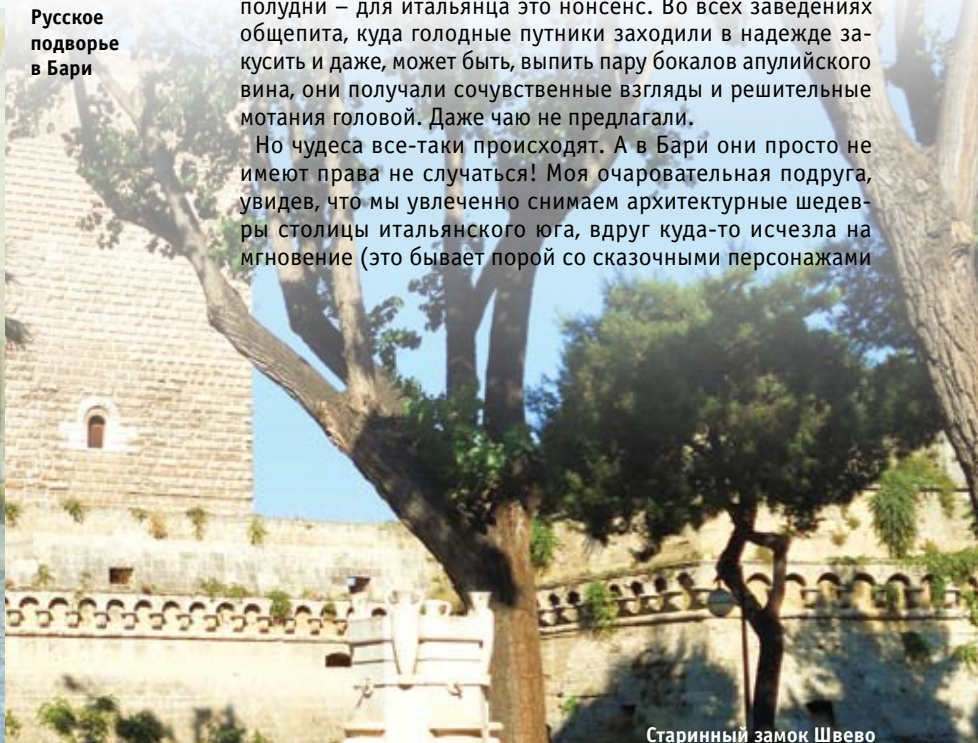 Русское
подворье
в Бари
полудни – для итальянца это нонсенс. Во всех заведениях
общепита, куда голодные путники заходили в надежде за-
кусить и даже, может быть, выпить пару бокалов апулийского
вина, они получали сочувственные взгляды и решительные
мотания головой. Даже чаю не предлагали.
Но чудеса все-таки происходят. А в Бари они просто не
имеют права не случаться! Моя очаровательная подруга,
увидев, что мы увлеченно снимаем архитектурные шедев-
ры столицы итальянского юга, вдруг куда-то исчезла на
мгновение (это бывает порой со сказочными персонажами
Старинный замок Швево